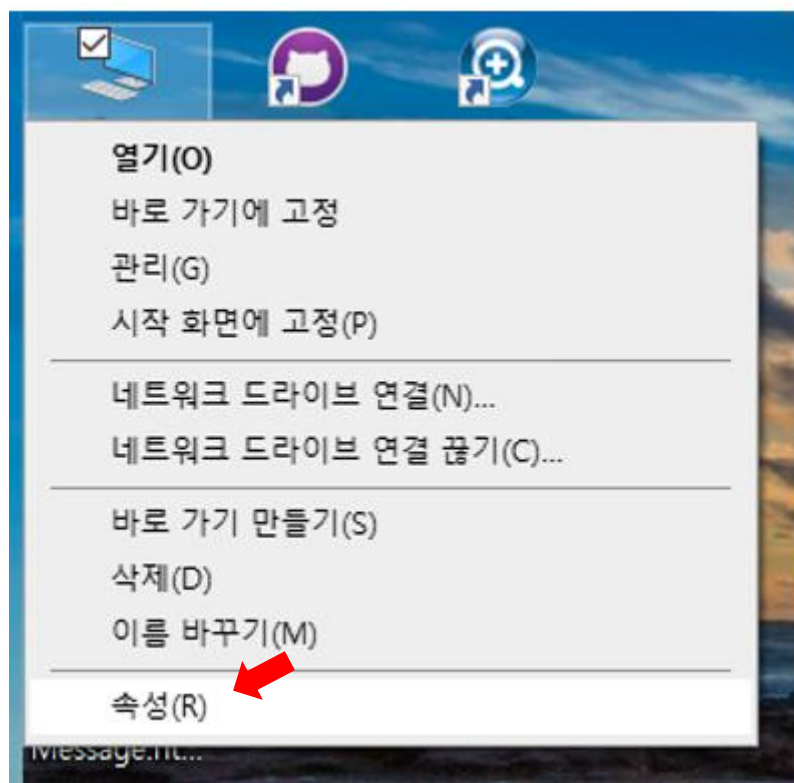 열기(O)
바로 가기에 고정
관리(G)
시작 화면에 고정(P)
네트워크 드라이브 연결(N)...
네트워크 드라이브 연결 끊기(C)...
바로 가기 만들기(S)
삭제(D)
이름 바꾸기(M)
속성(R)